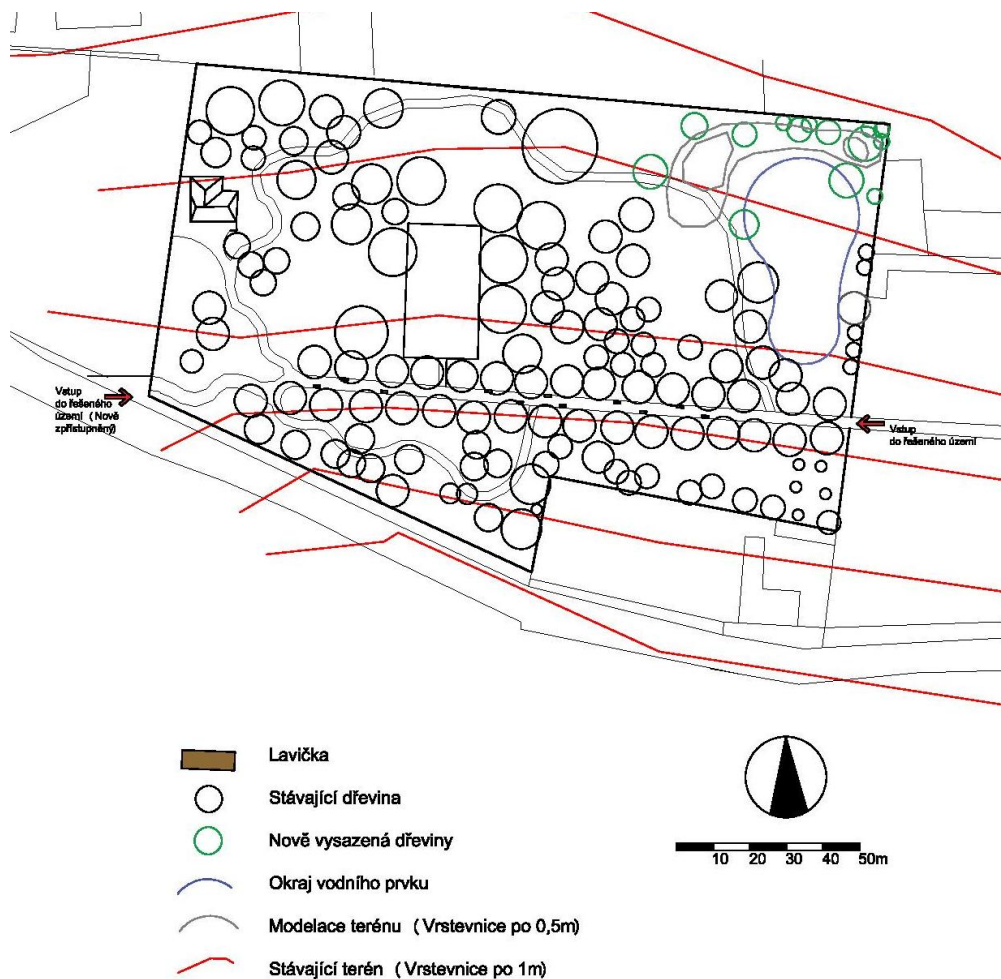 Vstup
do řešeného
území ( Nově
zpřístupněný)
Vstup
do řešeného území
Lavička
Stávající dřevina
Nově vysazená dřeviny
Okraj vodního prvku
Modelace terénu ( Vrstevnice po 0,5m)
Stávající terén ( Vrstevnice po 1m)
10 20 30 40 50m